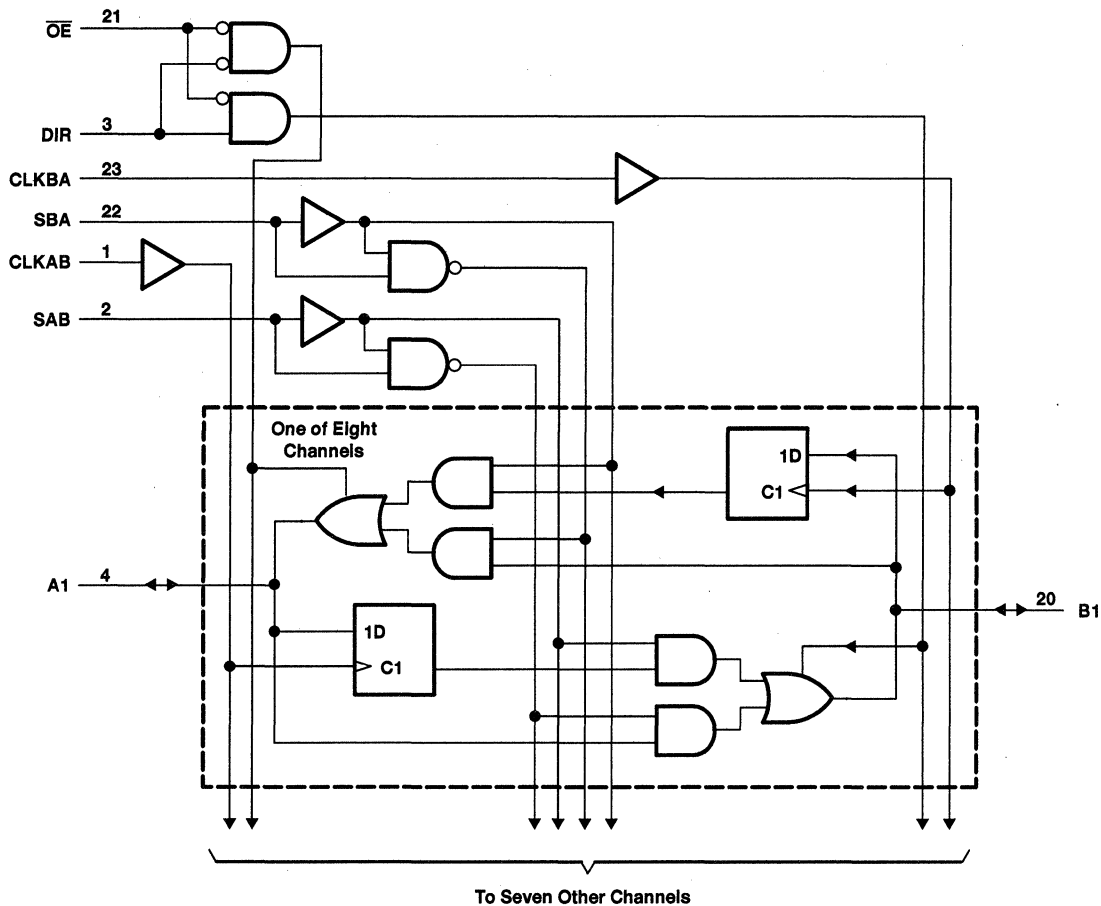 OE 21
DIR 3
CLKBA 23
SBA 22
CLKAB 1
SAB 2
One of Eight
Channels
1D
C1
A1 4
20 B1
1D
C1
To Seven Other Channels